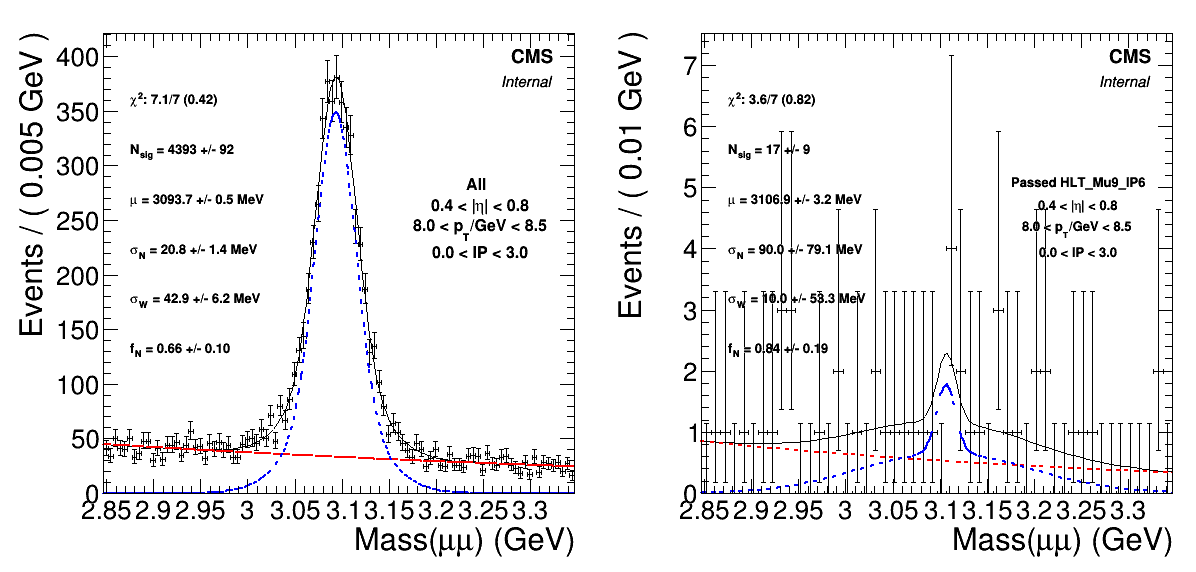 Events / ( 0.005 GeV )
400
350
300
250
200
150
100
50
0
CMS
Internal
χ²: 7.1/7 (0.42)
N_sig = 4393 +/- 92
μ = 3093.7 +/- 0.5 MeV
σ_N = 20.8 +/- 1.4 MeV
σ_W = 42.9 +/- 6.2 MeV
f_N = 0.66 +/- 0.10
All
0.4 < |η| < 0.8
8.0 < p_T/GeV < 8.5
0.0 < IP < 3.0
2.85 2.9 2.95 3 3.05 3.1 3.15 3.2 3.25 3.3
Mass(μμ) (GeV)
Events / ( 0.01 GeV )
7
6
5
4
3
2
1
0
CMS
Internal
χ²: 3.6/7 (0.82)
N_sig = 17 +/- 9
μ = 3106.9 +/- 3.2 MeV
σ_N = 90.0 +/- 79.1 MeV
σ_W = 10.0 +/- 53.3 MeV
f_N = 0.84 +/- 0.19
Passed HLT_Mu9_IP6
0.4 < |η| < 0.8
8.0 < p_T/GeV < 8.5
0.0 < IP < 3.0
2.85 2.9 2.95 3 3.05 3.1 3.15 3.2 3.25 3.3
Mass(μμ) (GeV)